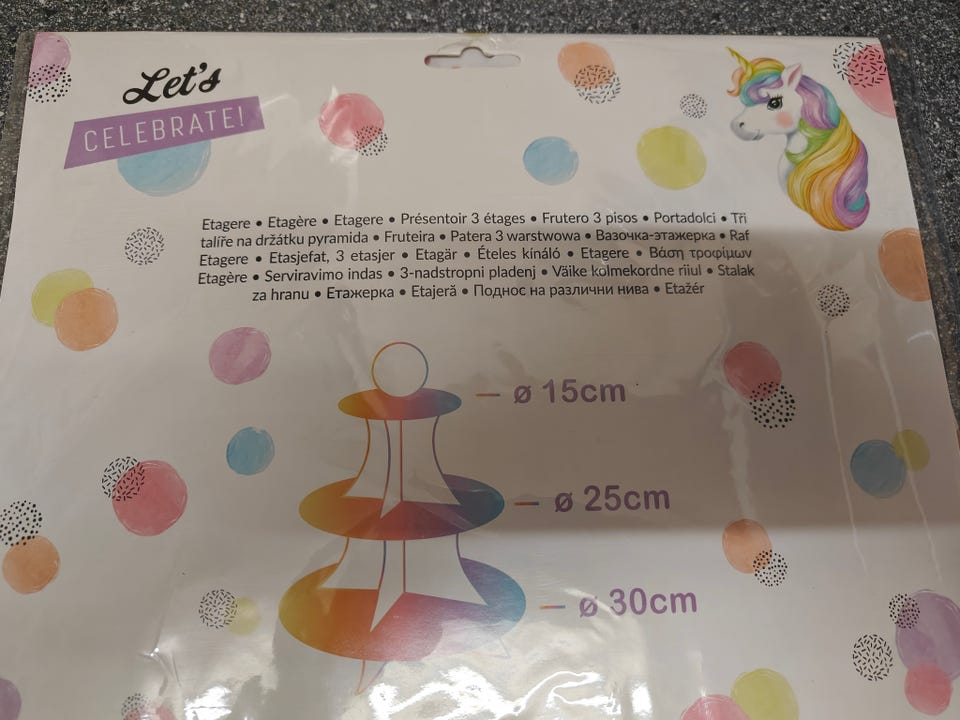 Let's
CELEBRATE!
Etagere • Etagère • Etagere • Présentoir 3 étages • Frutero 3 pisos • Portadolci • Tři
talíře na držátku pyramida • Fruteira • Patera 3 warstwowa • Вазочка-этажерка • Raf
Etagere • Etasjefat, 3 etasjer • Etagär • Ételes kínáló • Etagere • Βάση τροφίμων
Etagère • Serviravimo indas • 3-nadstropni pladenj • Väike kolmekordne riiul • Stalak
za hranu • Етажерка • Etajeră • Поднос на различни нива • Etažér
ø 15cm
ø 25cm
ø 30cm